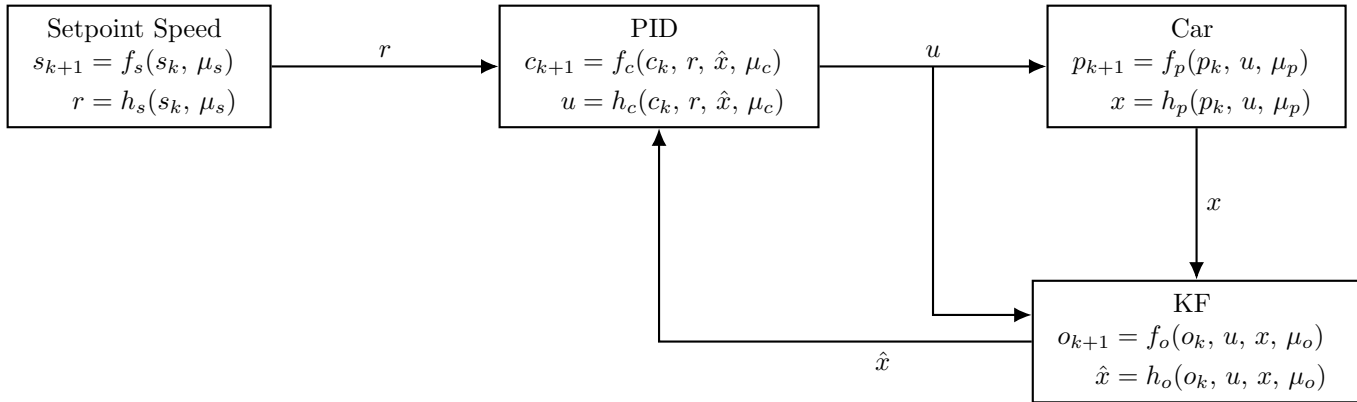 Setpoint Speed
s_{k+1} = f_s(s_k, μ_s)
r = h_s(s_k, μ_s)
r
PID
c_{k+1} = f_c(c_k, r, x̂, μ_c)
u = h_c(c_k, r, x̂, μ_c)
u
Car
p_{k+1} = f_p(p_k, u, μ_p)
x = h_p(p_k, u, μ_p)
x
KF
o_{k+1} = f_o(o_k, u, x, μ_o)
x̂ = h_o(o_k, u, x, μ_o)
x̂